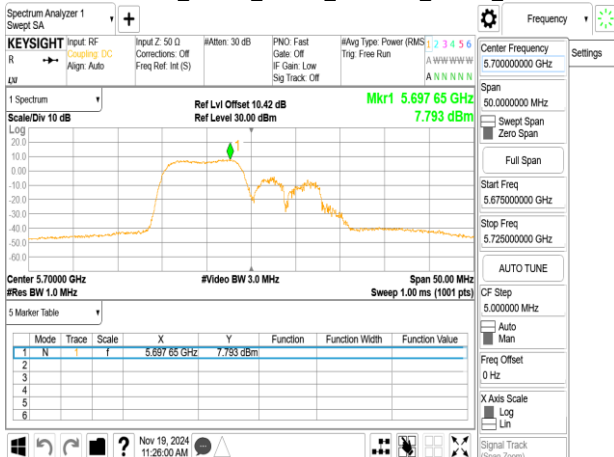 Spectrum Analyzer 1
Swept SA
Frequency
Settings
KEYSIGHT
R
Input: RF
Coupling: DC
Align: Auto
Input Z: 50 Ω
Corrections: Off
Freq Ref: Int (S)
#Atten: 30 dB
PNO: Fast
Gate: Off
IF Gain: Low
Sig Track: Off
#Avg Type: Power (RMS
Trig: Free Run
1 2 3 4 5 6
A W W W W W
A N N N N N
1 Spectrum
Scale/Div 10 dB
Ref Lvl Offset 10.42 dB
Ref Level 30.00 dBm
Mkr1 5.697 65 GHz
7.793 dBm
Log
20.0
10.0
0.00
-10.0
-20.0
-30.0
-40.0
-50.0
-60.0
1
Center 5.70000 GHz
#Res BW 1.0 MHz
#Video BW 3.0 MHz
Span 50.00 MHz
Sweep 1.00 ms (1001 pts)
5 Marker Table
Mode Trace Scale X Y Function Function Width Function Value
1 N 1 f 5.697 65 GHz 7.793 dBm
2
3
4
5
6
Nov 19, 2024
11:26:00 AM
Center Frequency
5.700000000 GHz
Span
50.0000000 MHz
Swept Span
Zero Span
Full Span
Start Freq
5.675000000 GHz
Stop Freq
5.725000000 GHz
AUTO TUNE
CF Step
5.000000 MHz
Auto
Man
Freq Offset
0 Hz
X Axis Scale
Log
Lin
Signal Track
(Span Zoom)